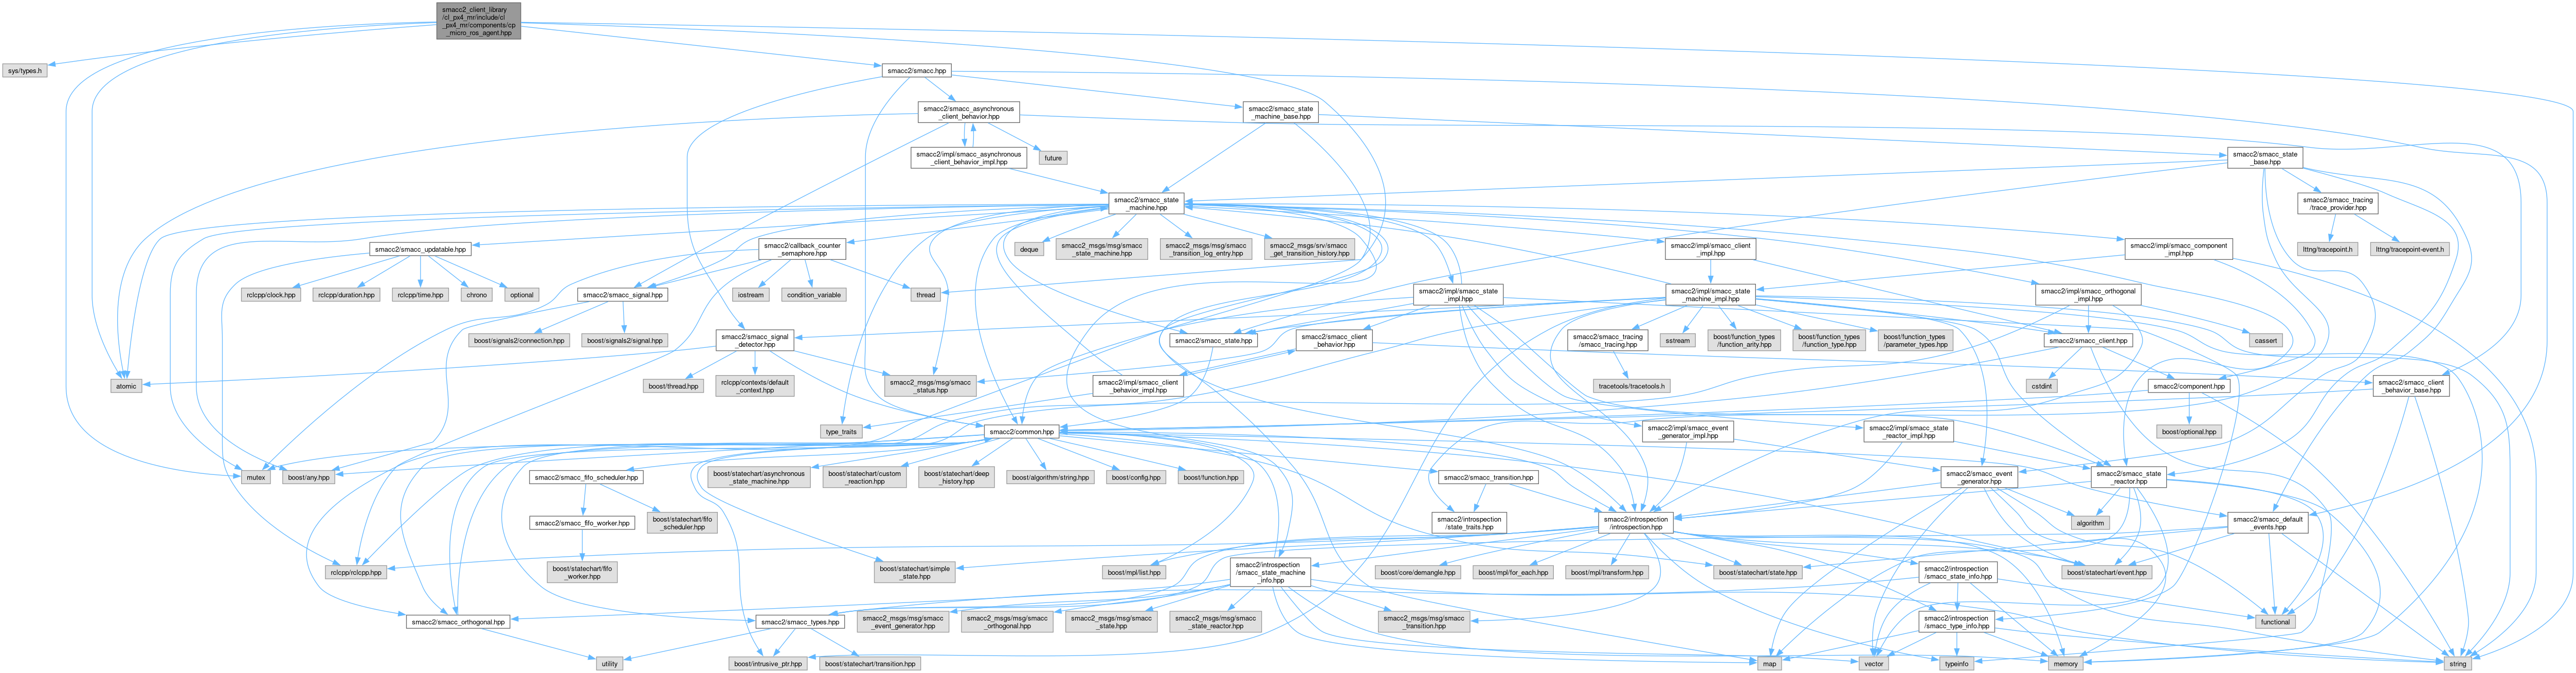 smacc2_client_library
/cl_px4_mr/include/cl
_px4_mr/components/cp
_micro_ros_agent.hpp
sys/types.h
smacc2/smacc.hpp
smacc2/smacc_asynchronous
_client_behavior.hpp
smacc2/smacc_state
_machine_base.hpp
smacc2/impl/smacc_asynchronous
_client_behavior_impl.hpp
future
smacc2/smacc_state
_base.hpp
smacc2/smacc_state
_machine.hpp
smacc2/smacc_tracing
/trace_provider.hpp
smacc2/smacc_updatable.hpp
smacc2/callback_counter
_semaphore.hpp
deque
smacc2_msgs/msg/smacc
_state_machine.hpp
smacc2_msgs/msg/smacc
_transition_log_entry.hpp
smacc2_msgs/srv/smacc
_get_transition_history.hpp
smacc2/impl/smacc_client
_impl.hpp
smacc2/impl/smacc_component
_impl.hpp
lttng/tracepoint.h
lttng/tracepoint-event.h
rclcpp/clock.hpp
rclcpp/duration.hpp
rclcpp/time.hpp
chrono
optional
smacc2/smacc_signal.hpp
iostream
condition_variable
thread
smacc2/impl/smacc_state
_impl.hpp
smacc2/impl/smacc_state
_machine_impl.hpp
smacc2/impl/smacc_orthogonal
_impl.hpp
boost/signals2/connection.hpp
boost/signals2/signal.hpp
smacc2/smacc_signal
_detector.hpp
smacc2/smacc_state.hpp
smacc2/smacc_client
_behavior.hpp
smacc2/smacc_tracing
/smacc_tracing.hpp
sstream
boost/function_types
/function_arity.hpp
boost/function_types
/function_type.hpp
boost/function_types
/parameter_types.hpp
smacc2/smacc_client.hpp
cassert
atomic
boost/thread.hpp
rclcpp/contexts/default
_context.hpp
smacc2_msgs/msg/smacc
_status.hpp
smacc2/impl/smacc_client
_behavior_impl.hpp
tracetools/tracetools.h
cstdint
smacc2/component.hpp
smacc2/smacc_client
_behavior_base.hpp
type_traits
smacc2/common.hpp
smacc2/impl/smacc_event
_generator_impl.hpp
smacc2/impl/smacc_state
_reactor_impl.hpp
boost/optional.hpp
mutex
boost/any.hpp
smacc2/smacc_fifo_scheduler.hpp
boost/statechart/asynchronous
_state_machine.hpp
boost/statechart/custom
_reaction.hpp
boost/statechart/deep
_history.hpp
boost/algorithm/string.hpp
boost/config.hpp
boost/function.hpp
smacc2/smacc_transition.hpp
smacc2/smacc_event
_generator.hpp
smacc2/smacc_state
_reactor.hpp
smacc2/smacc_fifo_worker.hpp
boost/statechart/fifo
_scheduler.hpp
smacc2/introspection
/state_traits.hpp
smacc2/introspection
/introspection.hpp
algorithm
smacc2/smacc_default
_events.hpp
rclcpp/rclcpp.hpp
boost/statechart/fifo
_worker.hpp
boost/statechart/simple
_state.hpp
boost/mpl/list.hpp
smacc2/introspection
/smacc_state_machine
_info.hpp
boost/core/demangle.hpp
boost/mpl/for_each.hpp
boost/mpl/transform.hpp
boost/statechart/state.hpp
smacc2/introspection
/smacc_state_info.hpp
boost/statechart/event.hpp
smacc2/smacc_orthogonal.hpp
smacc2/smacc_types.hpp
smacc2_msgs/msg/smacc
_event_generator.hpp
smacc2_msgs/msg/smacc
_orthogonal.hpp
smacc2_msgs/msg/smacc
_state.hpp
smacc2_msgs/msg/smacc
_state_reactor.hpp
smacc2_msgs/msg/smacc
_transition.hpp
smacc2/introspection
/smacc_type_info.hpp
functional
utility
boost/intrusive_ptr.hpp
boost/statechart/transition.hpp
map
vector
typeinfo
memory
string